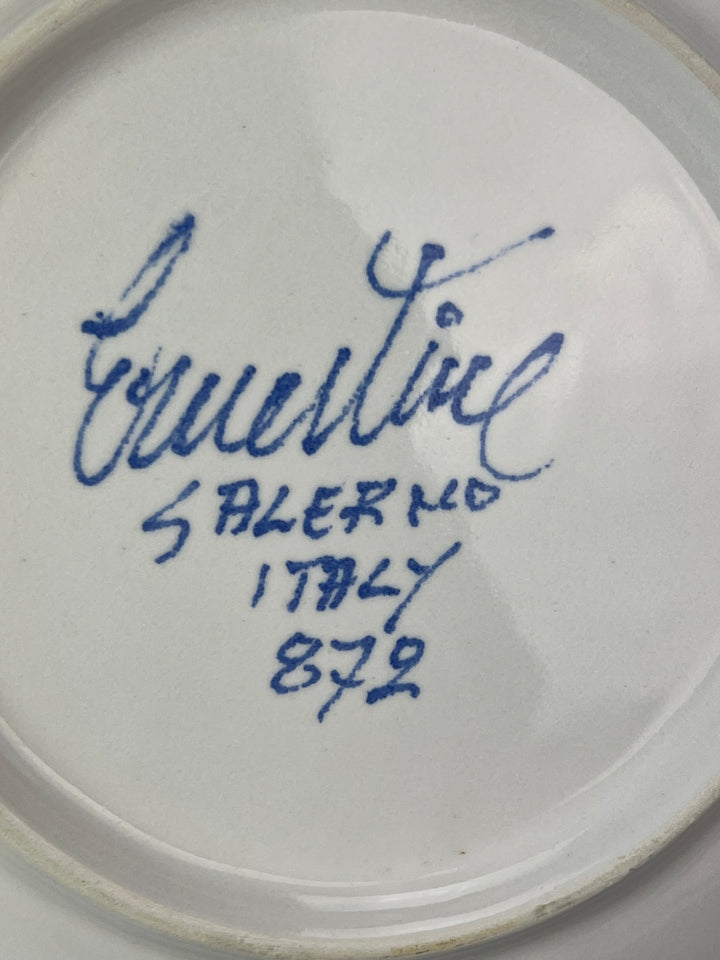 Ernestine
SALERNO
ITALY
872